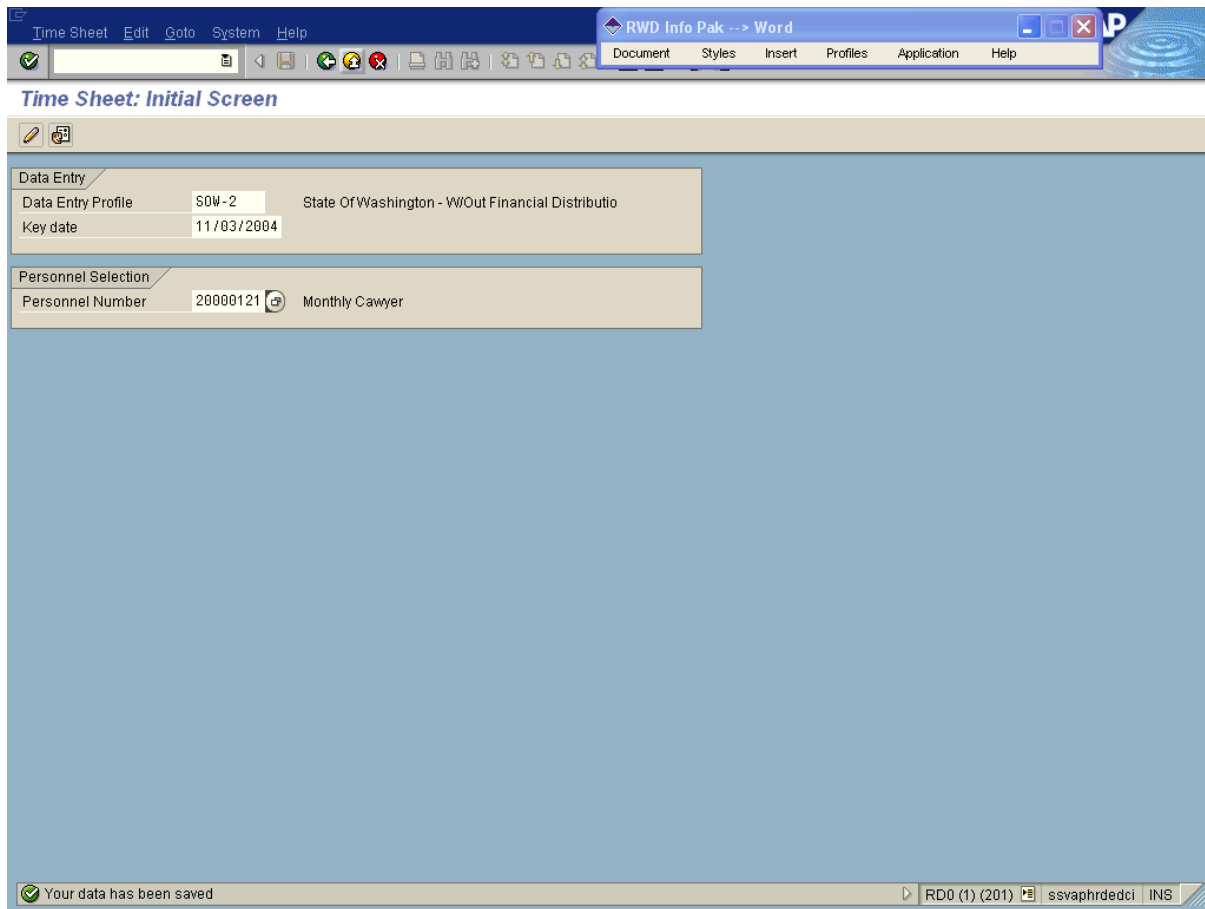 Time Sheet Edit Goto System Help
RWD Info Pak --> Word
Document Styles Insert Profiles Application Help
Time Sheet: Initial Screen
Data Entry
Data Entry Profile SOW-2 State Of Washington - W/Out Financial Distributio
Key date 11/03/2004
Personnel Selection
Personnel Number 20000121 Monthly Cawyer
Your data has been saved RD0 (1) (201) ssvaphrdedci INS